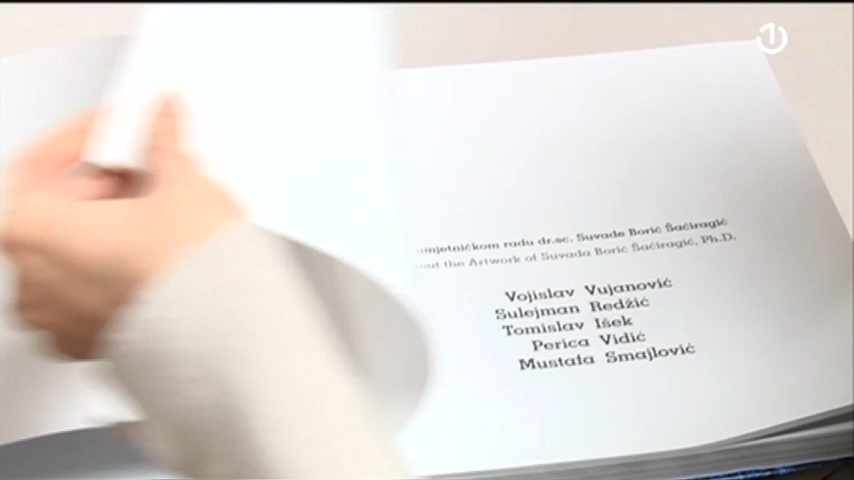 umjetničkom radu dr.sc. Suvade Borić Šaćiragić
out the Artwork of Suvada Borić Šaćiragić, Ph.D.
Vojislav Vujanović
Sulejman Redžić
Tomislav Išek
Perica Vidić
Mustafa Smajlović
1